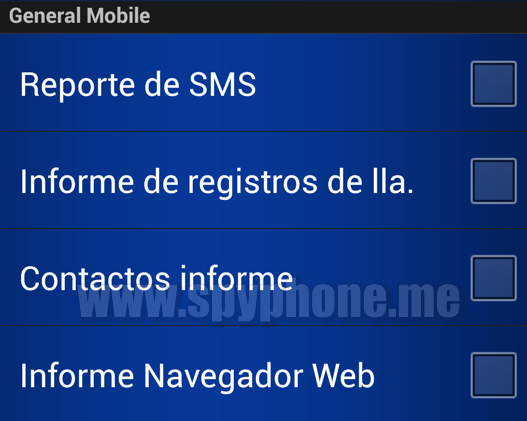 General Mobile
Reporte de SMS
Informe de registros de lla.
Contactos informe
www.spyphone.me
Informe Navegador Web